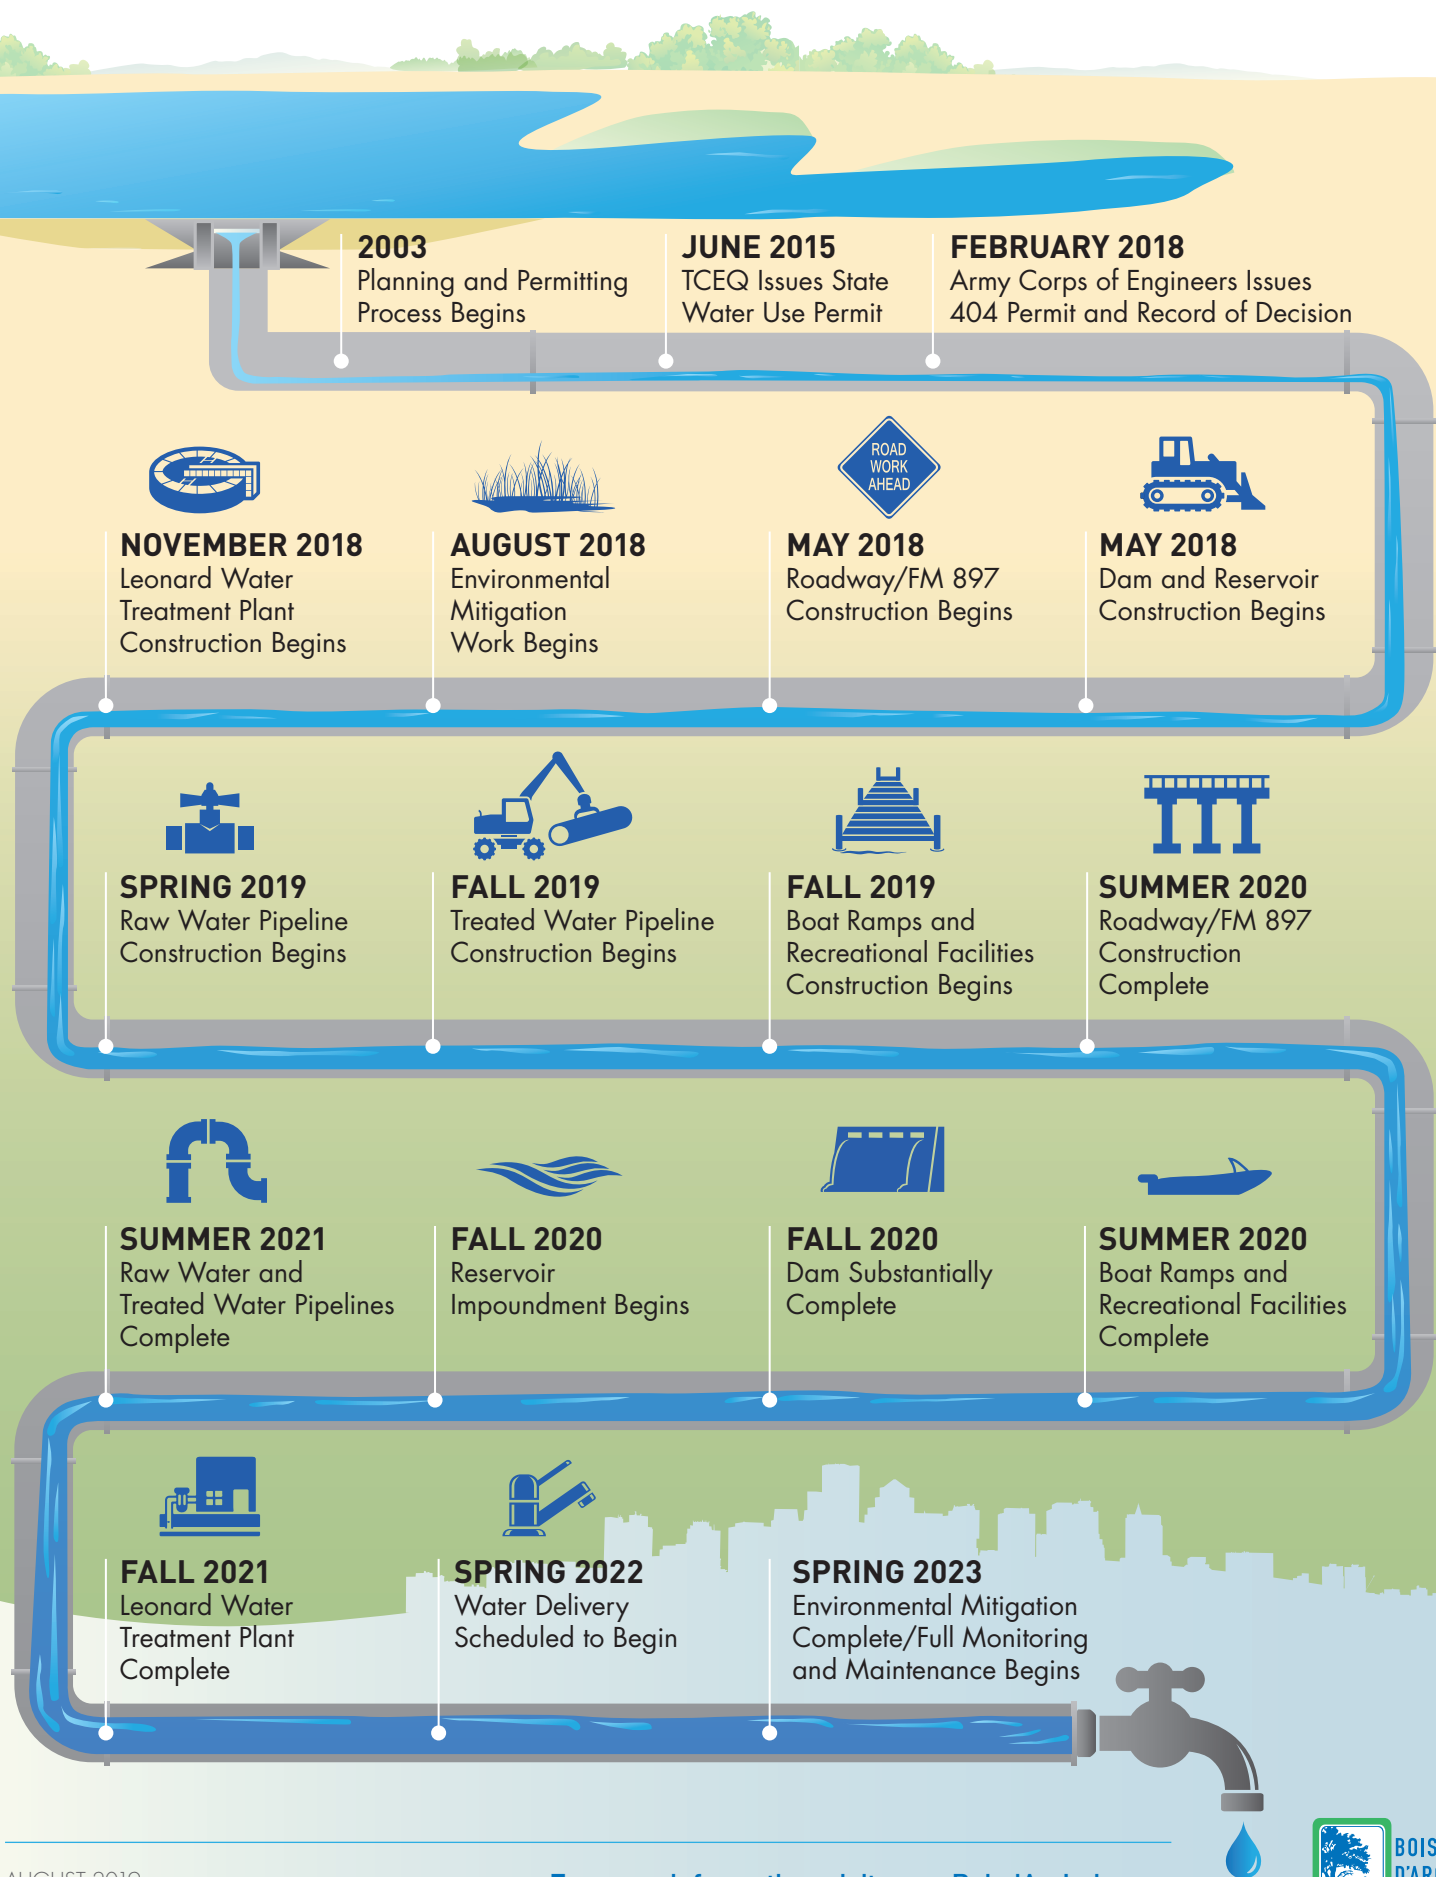 2003
Planning and Permitting
Process Begins
JUNE 2015
TCEQ Issues State
Water Use Permit
FEBRUARY 2018
Army Corps of Engineers Issues
404 Permit and Record of Decision
ROAD
WORK
AHEAD
MAY 2018
Dam and Reservoir
Construction Begins
MAY 2018
Roadway/FM 897
Construction Begins
AUGUST 2018
Environmental
Mitigation
Work Begins
NOVEMBER 2018
Leonard Water
Treatment Plant
Construction Begins
SPRING 2019
Raw Water Pipeline
Construction Begins
FALL 2019
Treated Water Pipeline
Construction Begins
FALL 2019
Boat Ramps and
Recreational Facilities
Construction Begins
SUMMER 2020
Roadway/FM 897
Construction
Complete
SUMMER 2020
Boat Ramps and
Recreational Facilities
Complete
FALL 2020
Dam Substantially
Complete
FALL 2020
Reservoir
Impoundment Begins
SUMMER 2021
Raw Water and
Treated Water Pipelines
Complete
FALL 2021
Leonard Water
Treatment Plant
Complete
SPRING 2022
Water Delivery
Scheduled to Begin
SPRING 2023
Environmental Mitigation
Complete/Full Monitoring
and Maintenance Begins
AUGUST 2019
BOIS